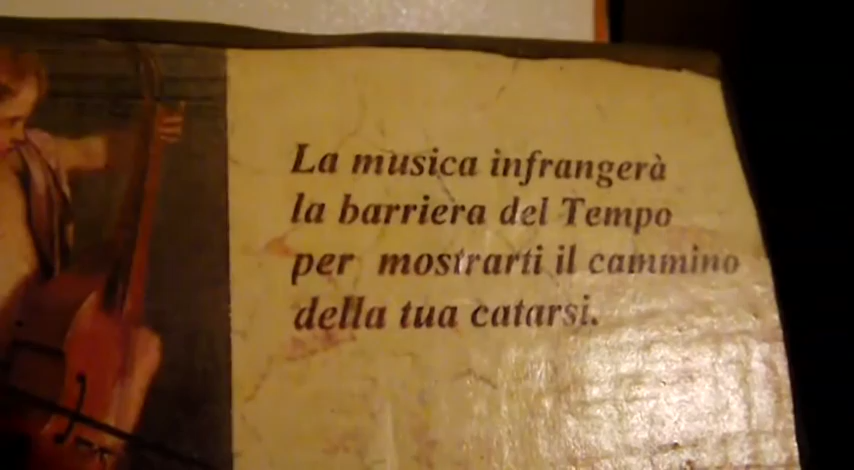 La musica infrangerà
la barriera del Tempo
per mostrarti il cammino
della tua catarsi.